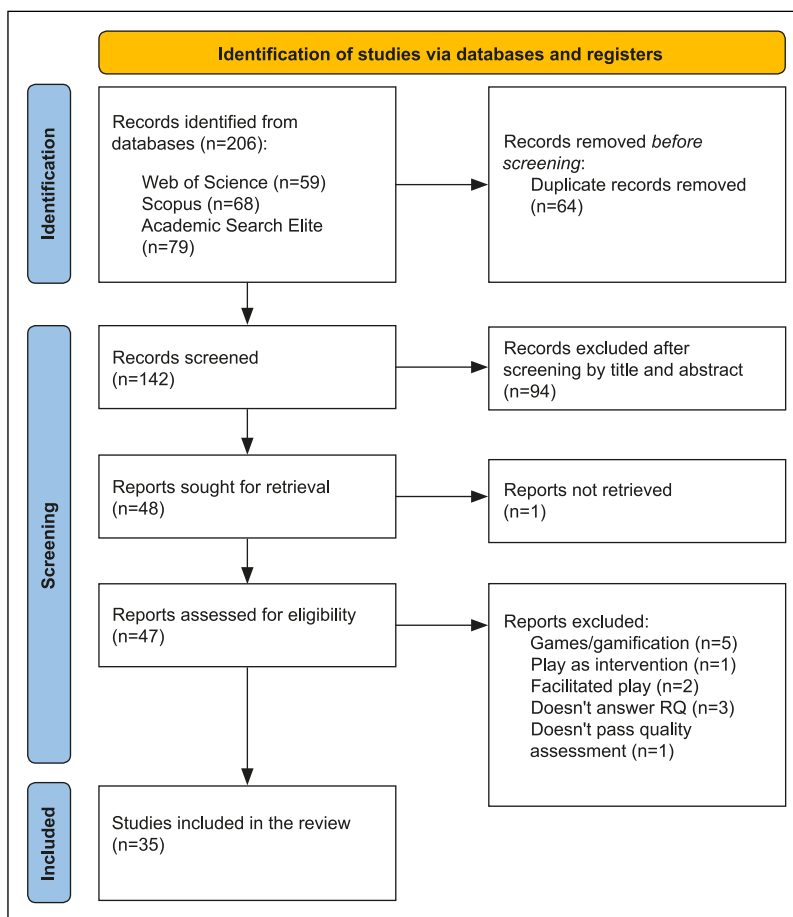 Identification of studies via databases and registers
Identification
Records identified from
databases (n=206):
Web of Science (n=59)
Scopus (n=68)
Academic Search Elite
(n=79)
Records removed before
screening:
Duplicate records removed
(n=64)
Screening
Records screened
(n=142)
Records excluded after
screening by title and abstract
(n=94)
Reports sought for retrieval
(n=48)
Reports not retrieved
(n=1)
Reports assessed for eligibility
(n=47)
Reports excluded:
Games/gamification (n=5)
Play as intervention (n=1)
Facilitated play (n=2)
Doesn't answer RQ (n=3)
Doesn't pass quality
assessment (n=1)
Included
Studies included in the review
(n=35)